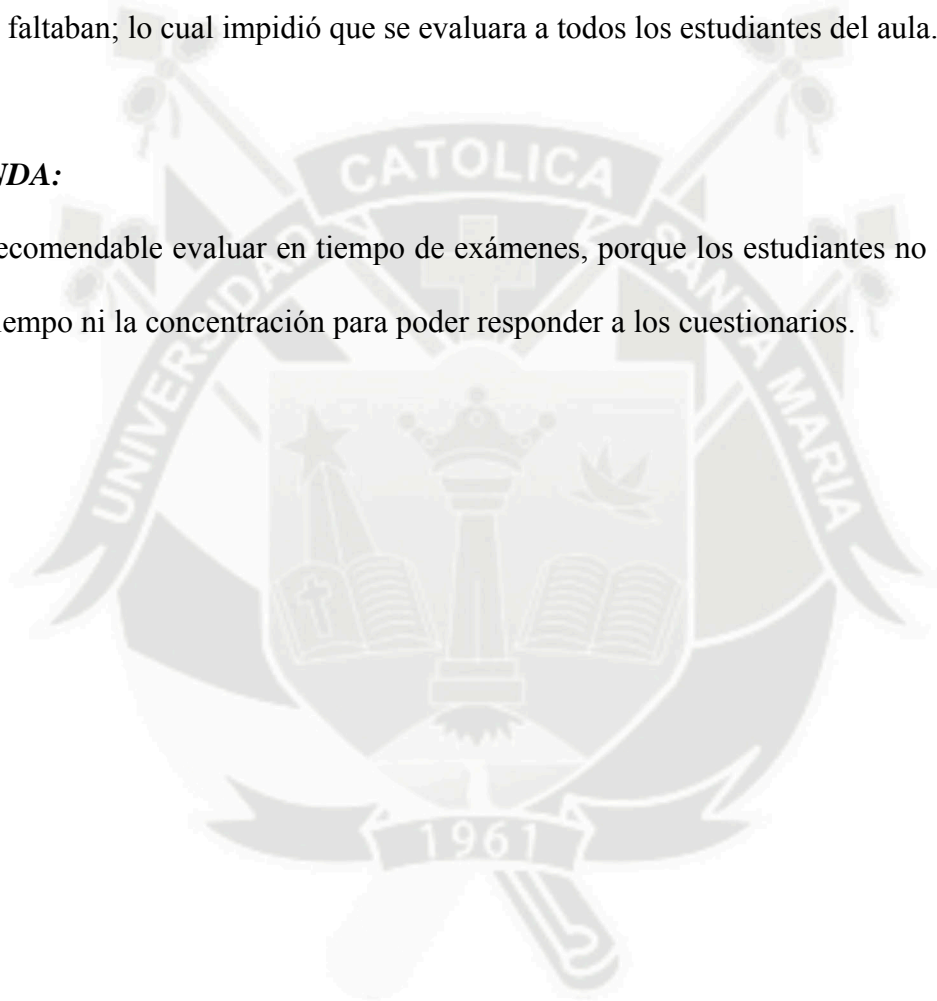 faltaban; lo cual impidió que se evaluara a todos los estudiantes del aula.
NDA:
ecomendable evaluar en tiempo de exámenes, porque los estudiantes no
iempo ni la concentración para poder responder a los cuestionarios.
UNIVERSIDAD CATOLICA SANTA MARIA
1961